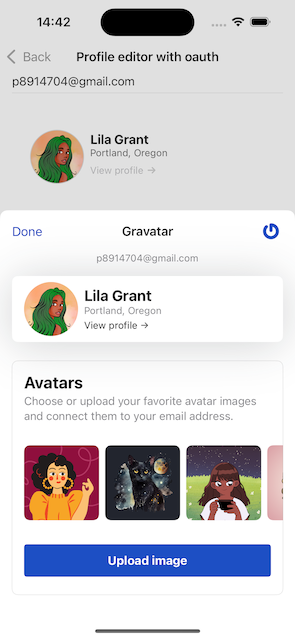 14:42
Back
Profile editor with oauth
p8914704@gmail.com
Lila Grant
Portland, Oregon
View profile →
Done
Gravatar
p8914704@gmail.com
Lila Grant
Portland, Oregon
View profile →
Avatars
Choose or upload your favorite avatar images
and connect them to your email address.
Upload image